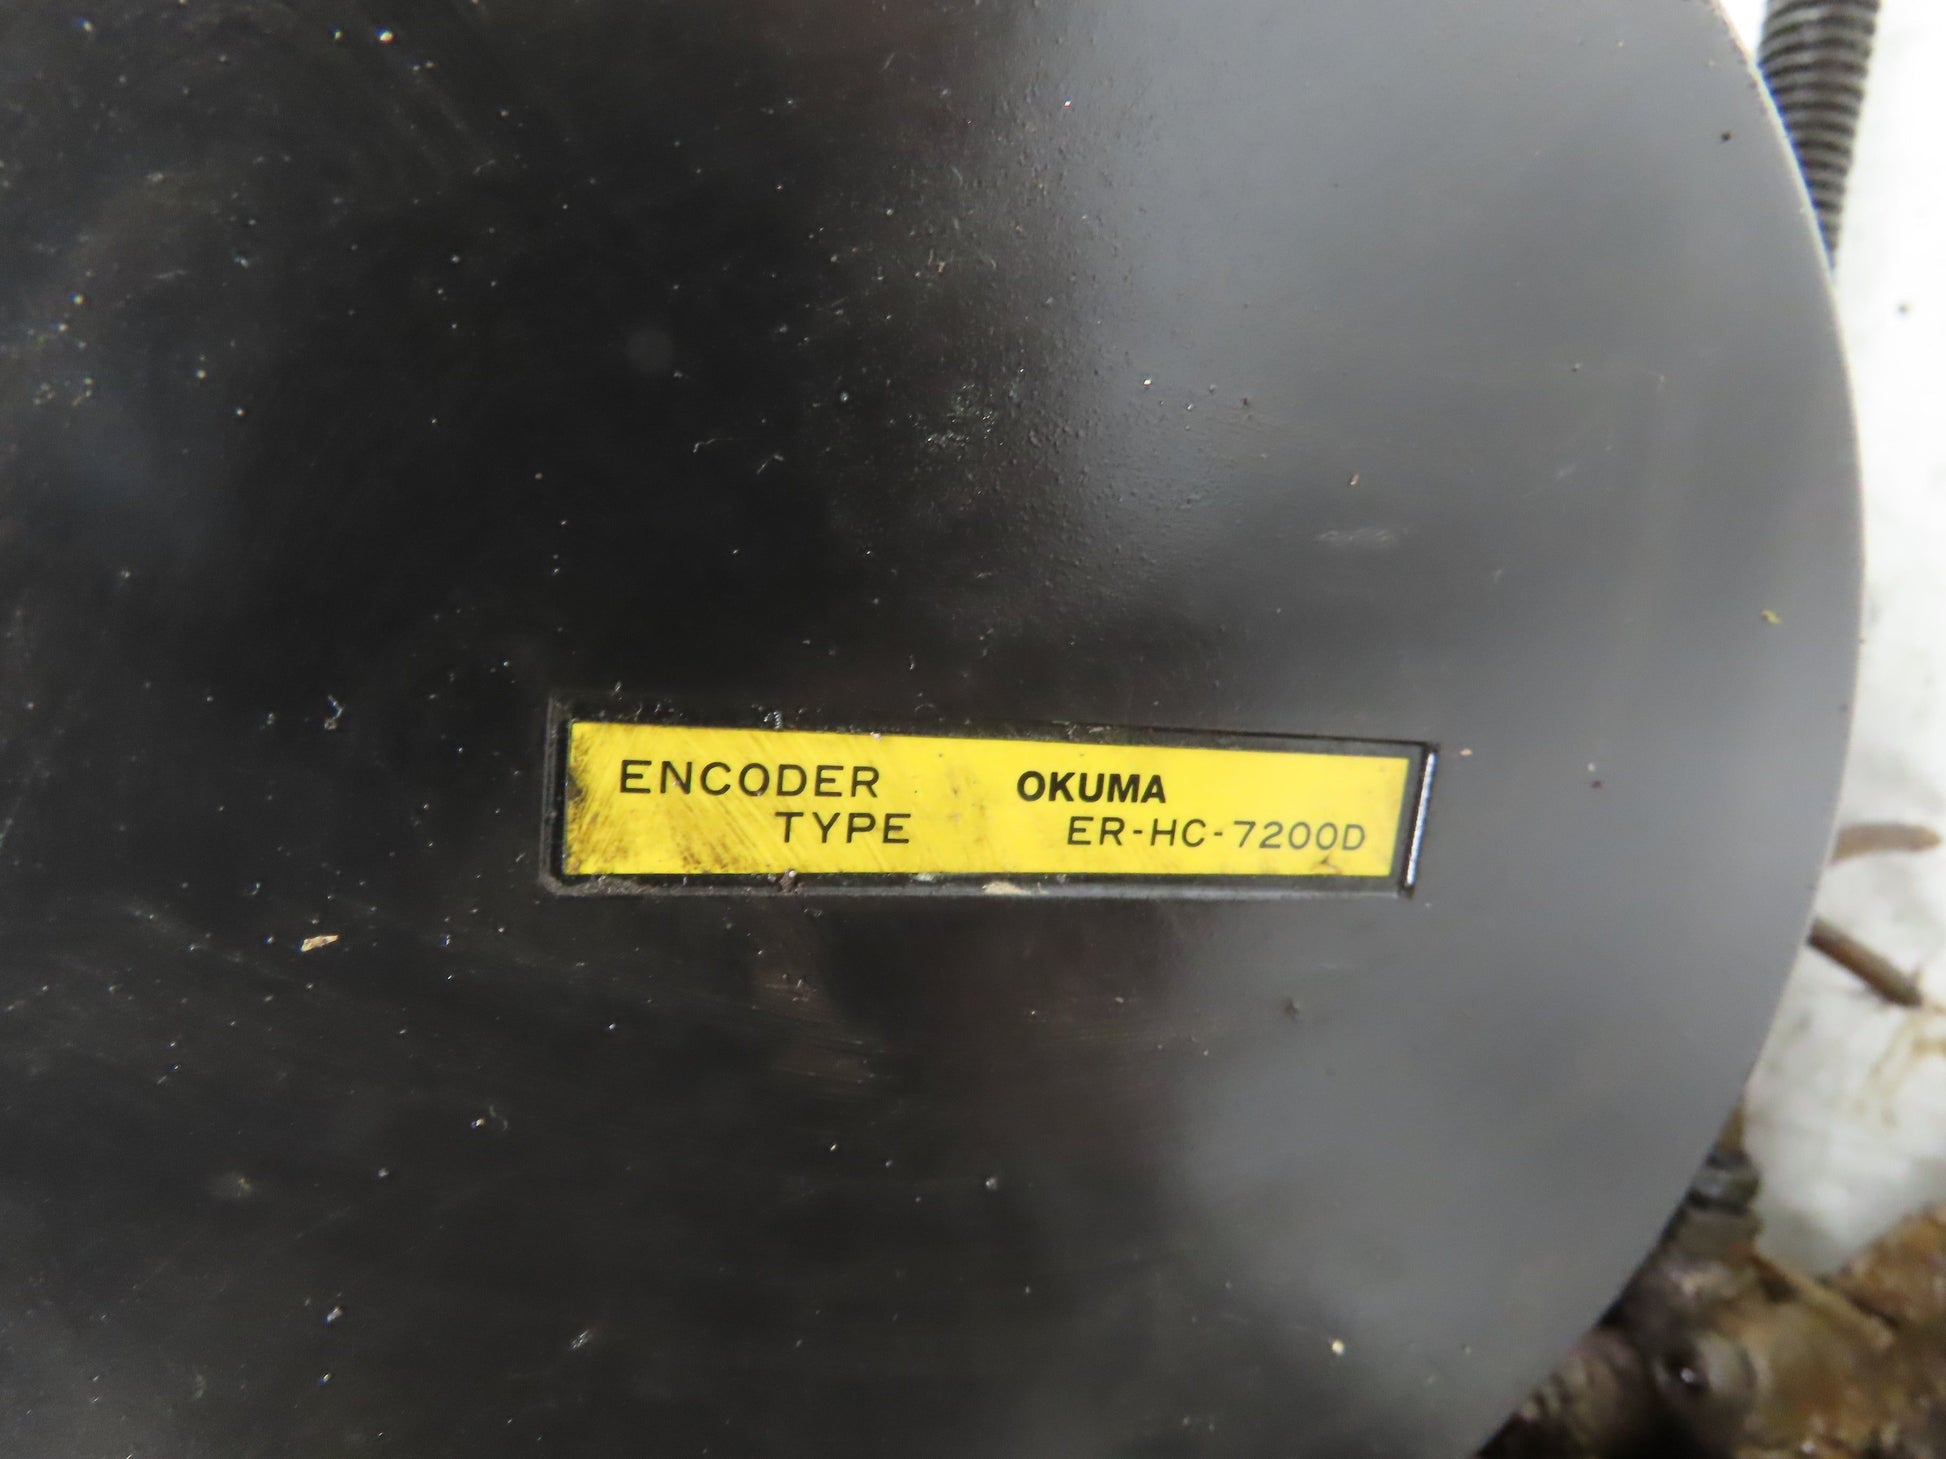 ENCODER OKUMA
TYPE ER-HC-7200D